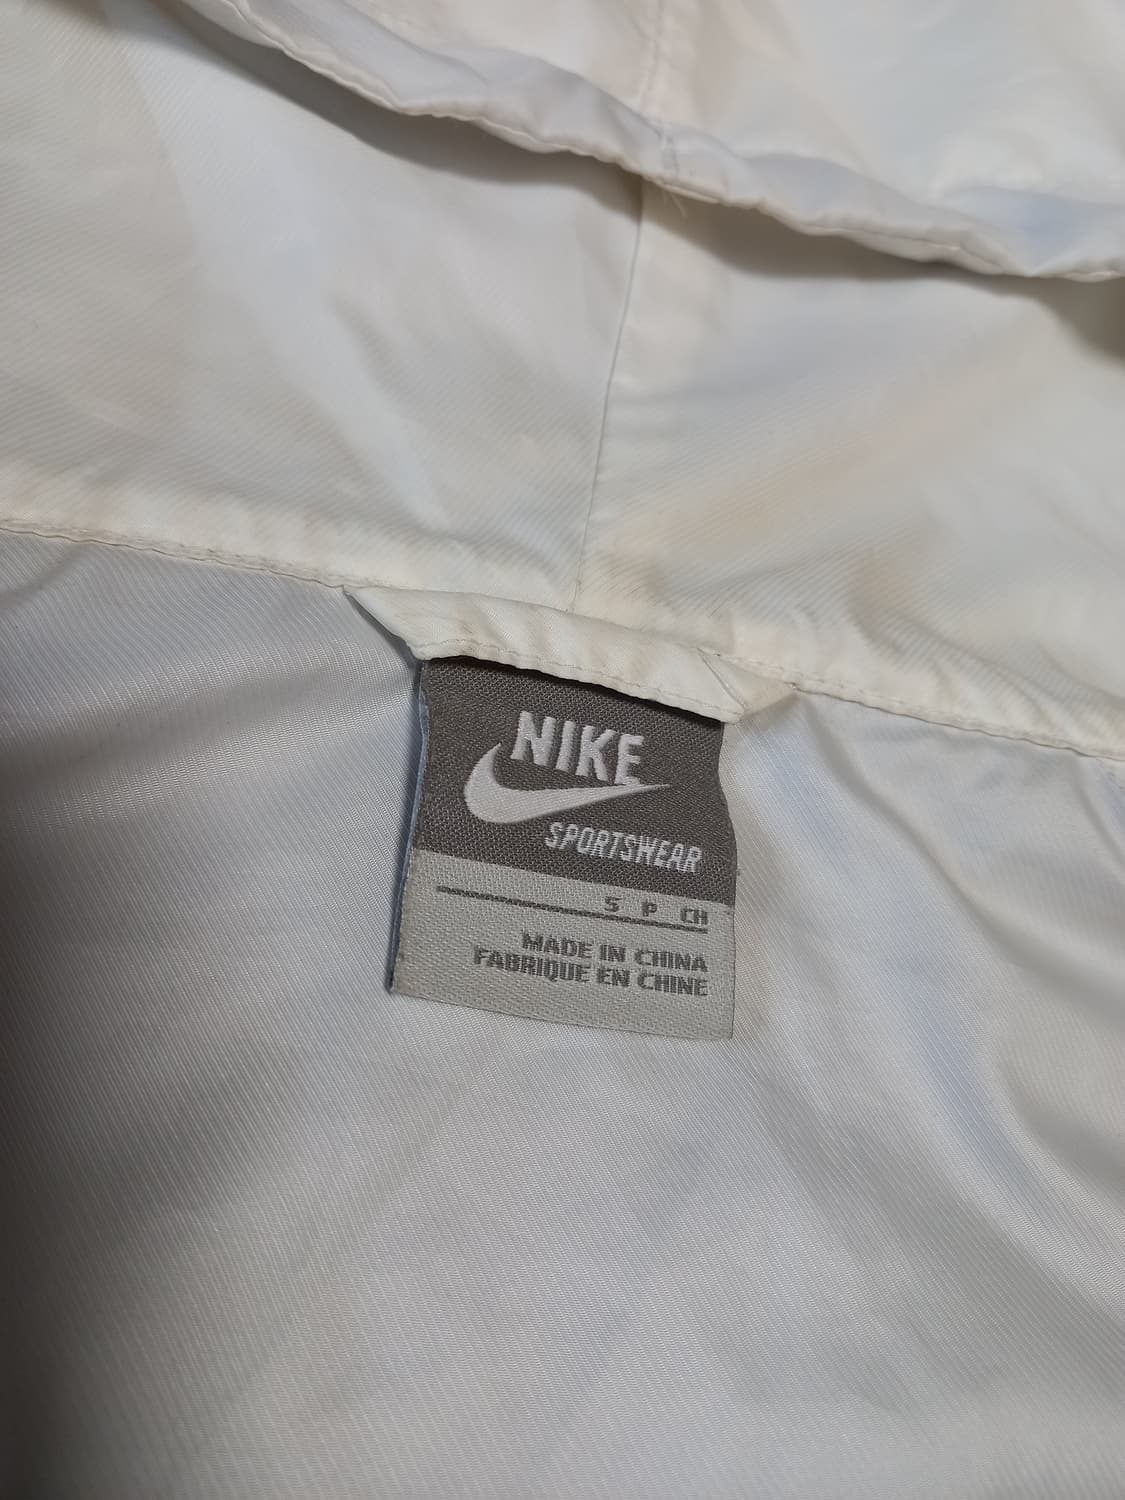 NIKE
SPORTSWEAR
S P CH
MADE IN CHINA
FABRIQUE EN CHINE